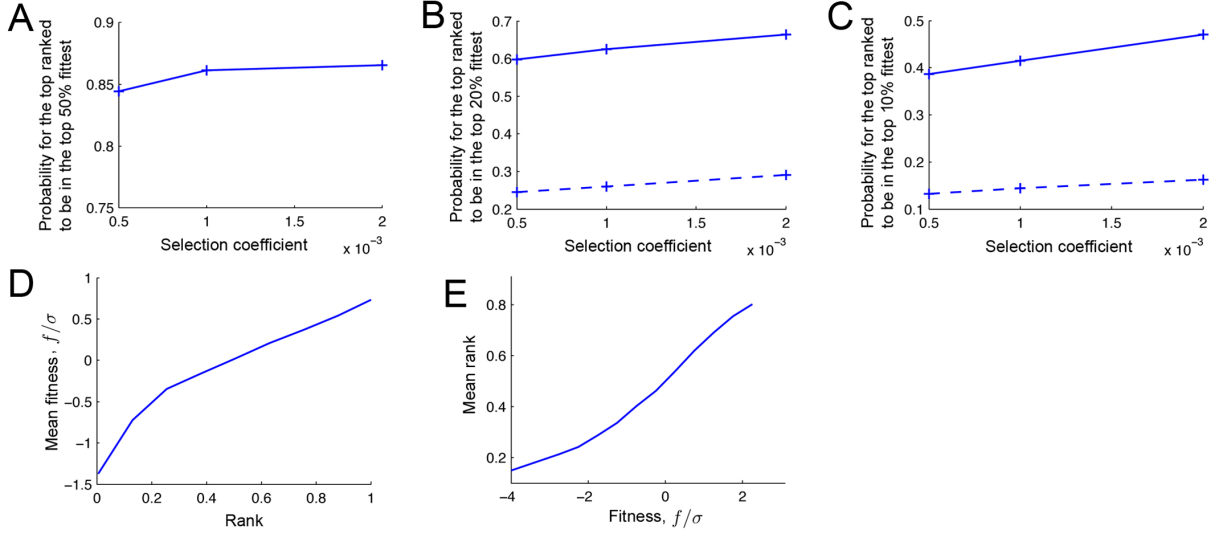 A
Probability for the top ranked
to be in the top 50% fittest
0.9
0.85
0.8
0.75
0.5
1
1.5
2
Selection coefficient
x 10⁻³
B
Probability for the top ranked
to be in the top 20% fittest
0.7
0.6
0.5
0.4
0.3
0.2
0.5
1
1.5
2
Selection coefficient
x 10⁻³
C
Probability for the top ranked
to be in the top 10% fittest
0.5
0.4
0.3
0.2
0.1
0.5
1
1.5
2
Selection coefficient
x 10⁻³
D
Mean fitness, f/σ
1
0.5
0
−0.5
−1
−1.5
0
0.2
0.4
0.6
0.8
1
Rank
E
Mean rank
0.8
0.6
0.4
0.2
−4
−2
0
2
Fitness, f/σ